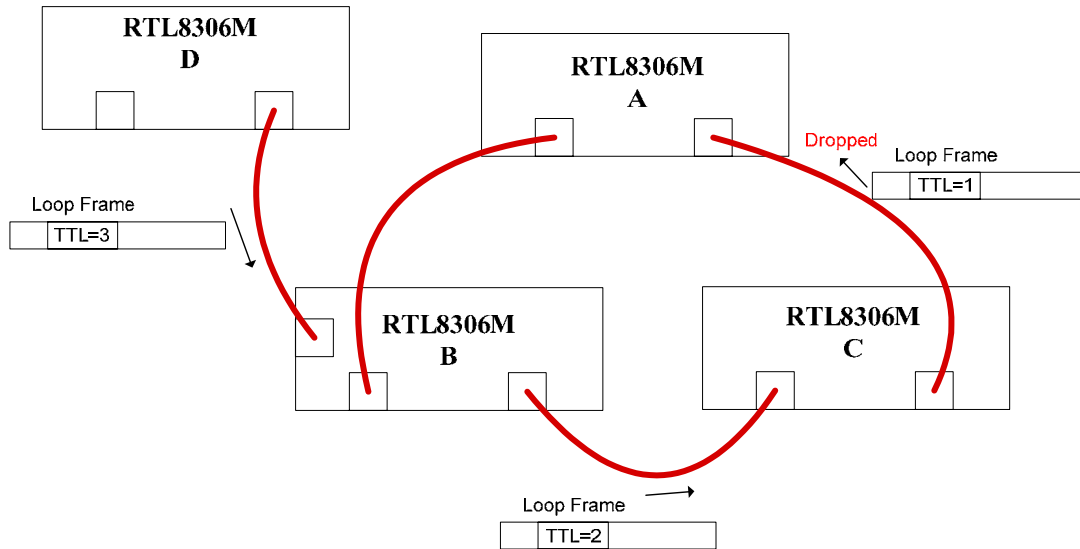 RTL8306M
D
RTL8306M
A
Dropped
Loop Frame
TTL=1
Loop Frame
TTL=3
RTL8306M
B
RTL8306M
C
Loop Frame
TTL=2